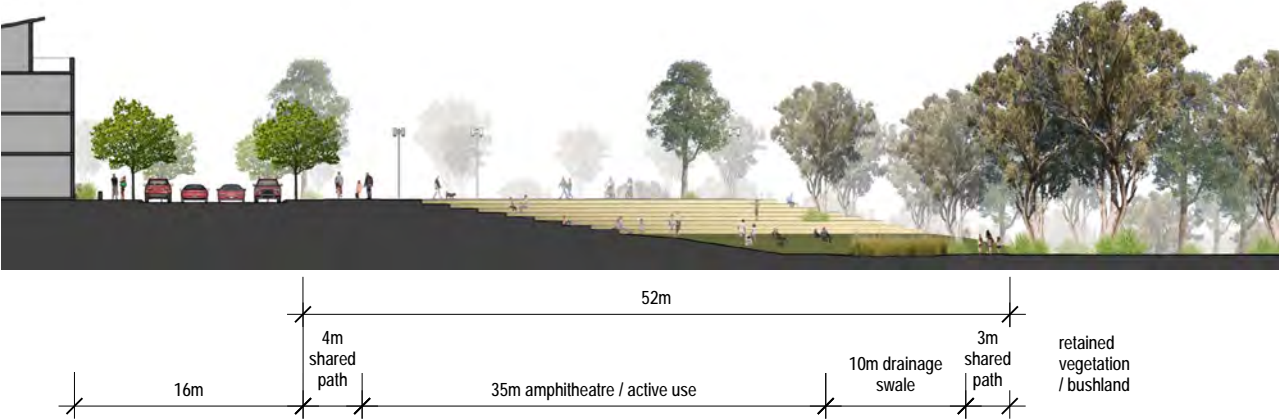 52m
4m
shared
path
3m
shared
path
retained
vegetation
/ bushland
16m
35m amphitheatre / active use
10m drainage
swale